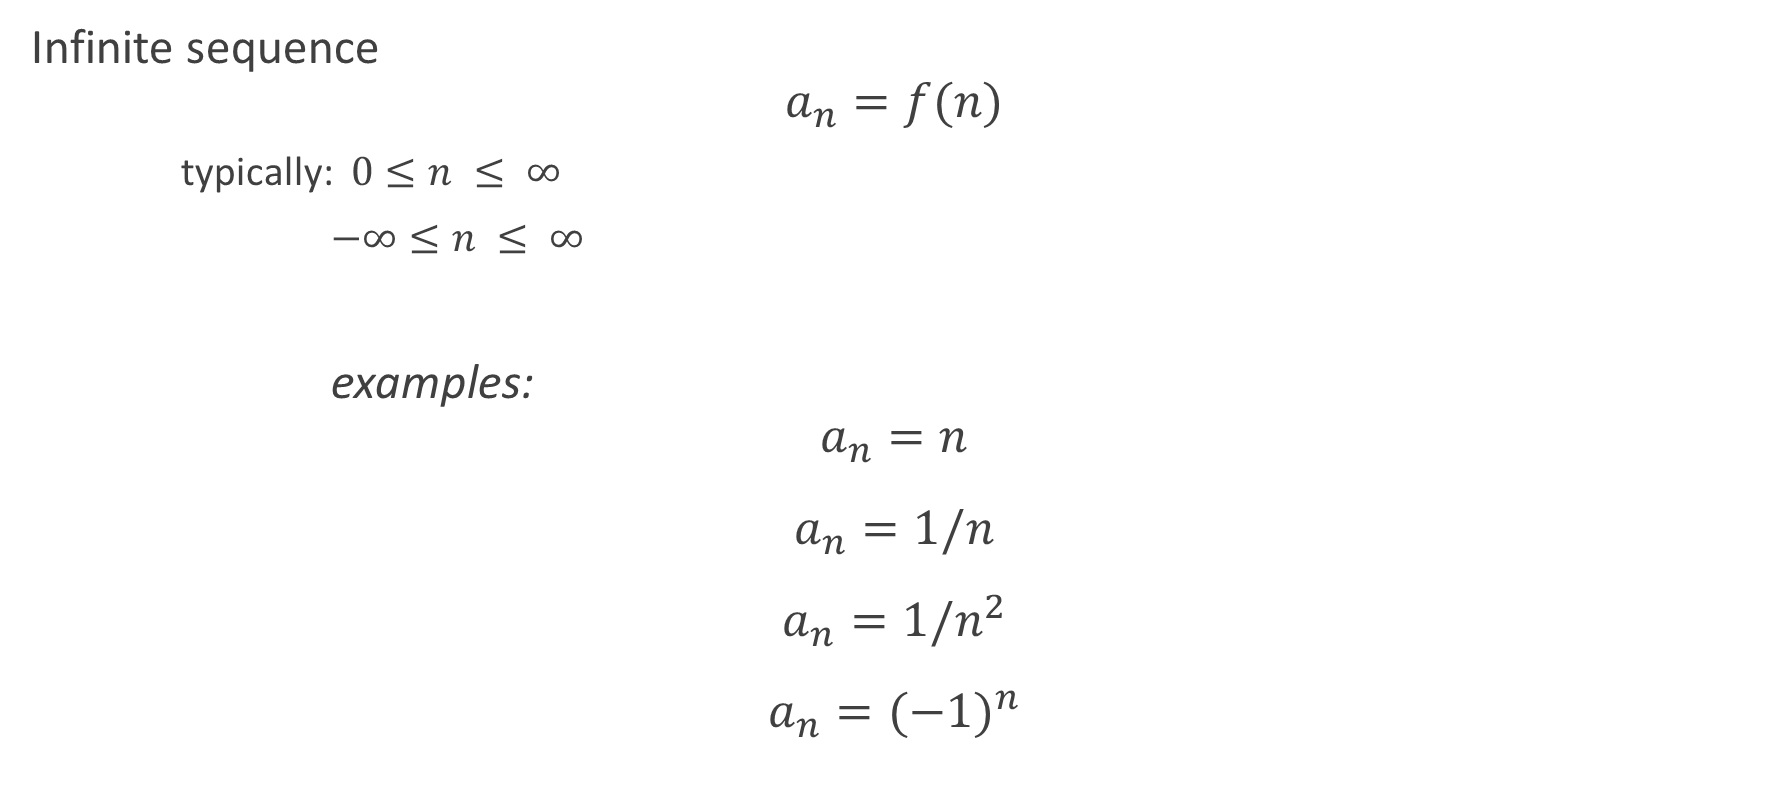 Infinite sequence
aₙ = f(n)
typically: 0 ≤ n ≤ ∞
−∞ ≤ n ≤ ∞
examples:
aₙ = n
aₙ = 1/n
aₙ = 1/n²
aₙ = (−1)ⁿ